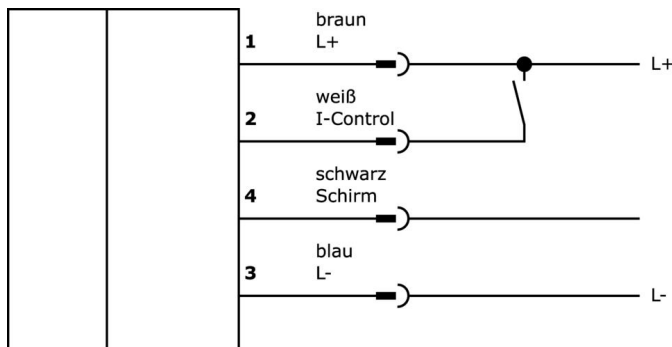 braun
1 L+ L+
weiß
2 I-Control
schwarz
4 Schirm
blau
3 L- L-